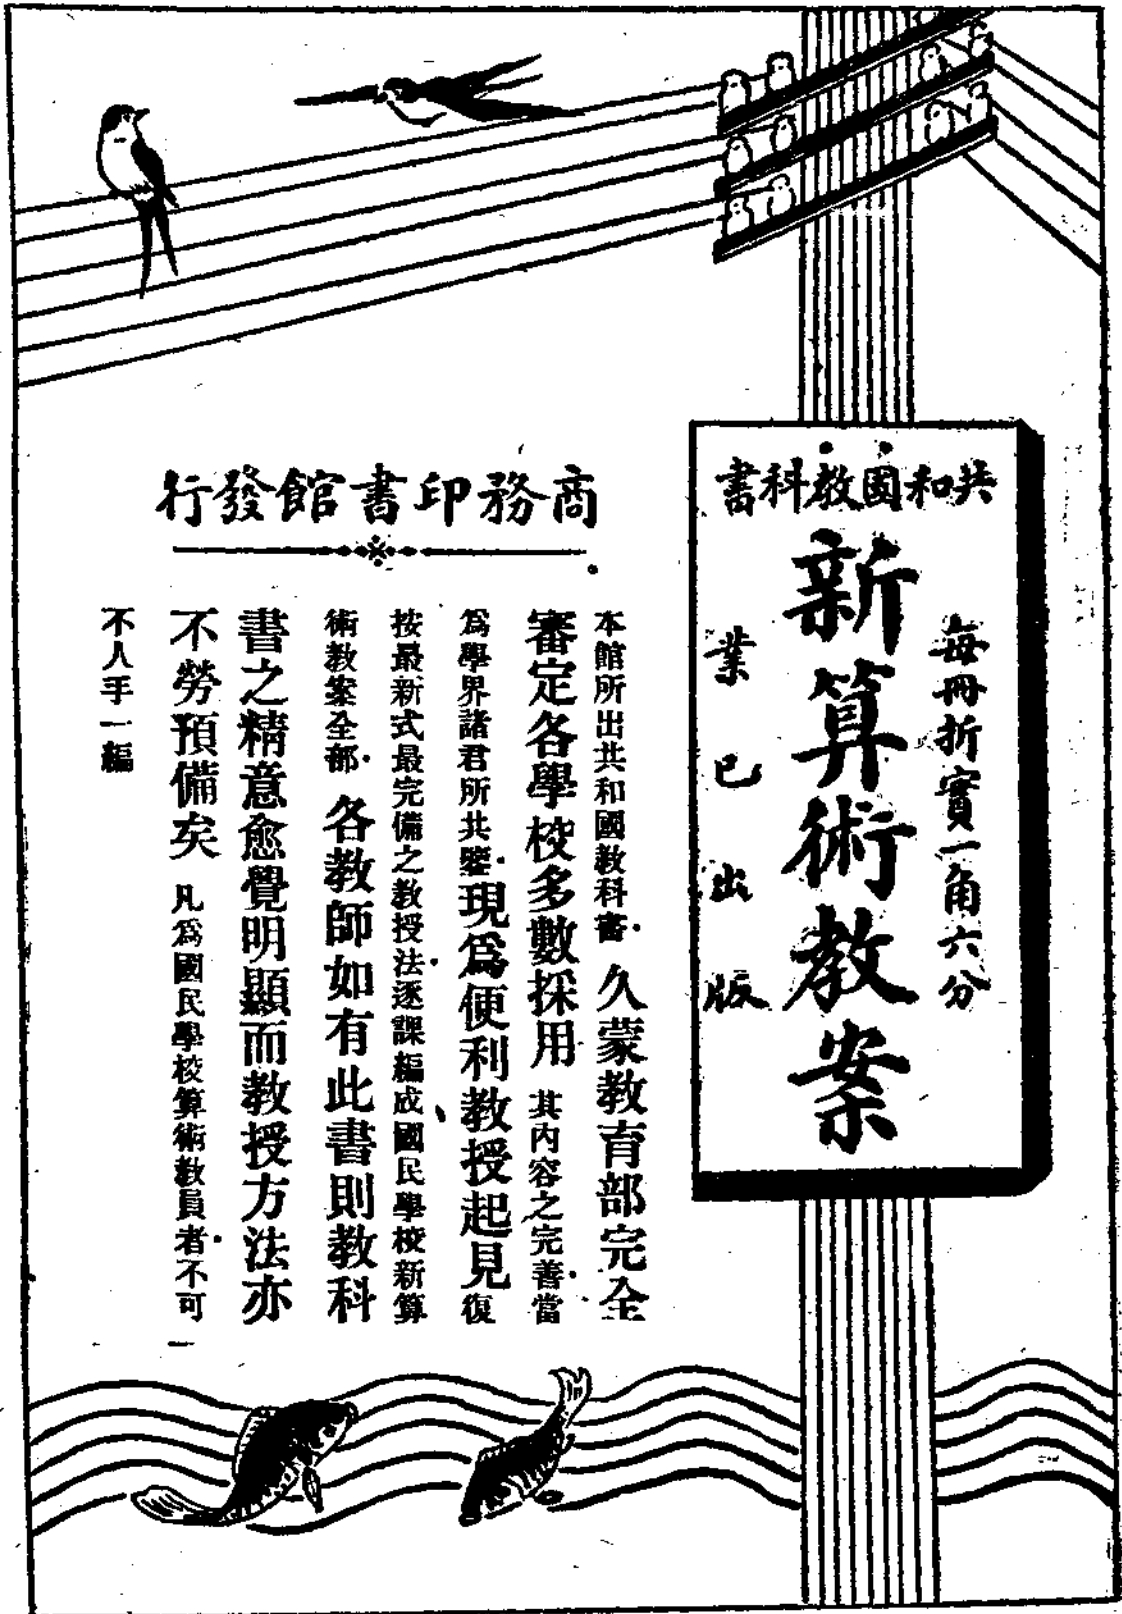 共和國教科書
每冊折實一角六分
新算術教案
業已出版
商務印書館發行
本館所出共和國教科書久蒙教育部完全
審定各學校多數採用其內容之完善當
爲學界諸君所共鑒現爲便利教授起見復
按最新式最完備之教授法逐課編成國民學校新算
術教案全部各教師如有此書則教科
書之精意愈覺明顯而教授方法亦
不勞預備矣凡爲國民學校算術教員者不可
不人手一編